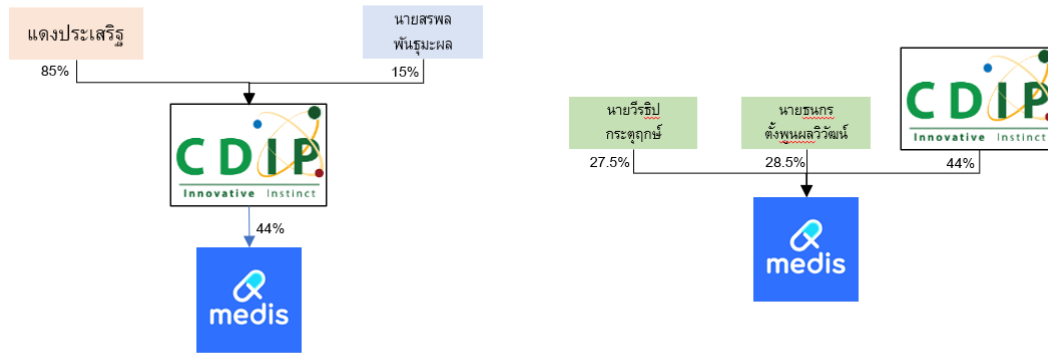 แดงประเสริฐ
นายสรพล
พันธุมะผล
85%
15%
CDIP
Innovative Instinct
44%
medis
นายวีรธิป
กระตุฤกษ์
นายธนกร
ตั้งพูนผลวิวัฒน์
CDIP
Innovative Instinct
27.5%
28.5%
44%
medis